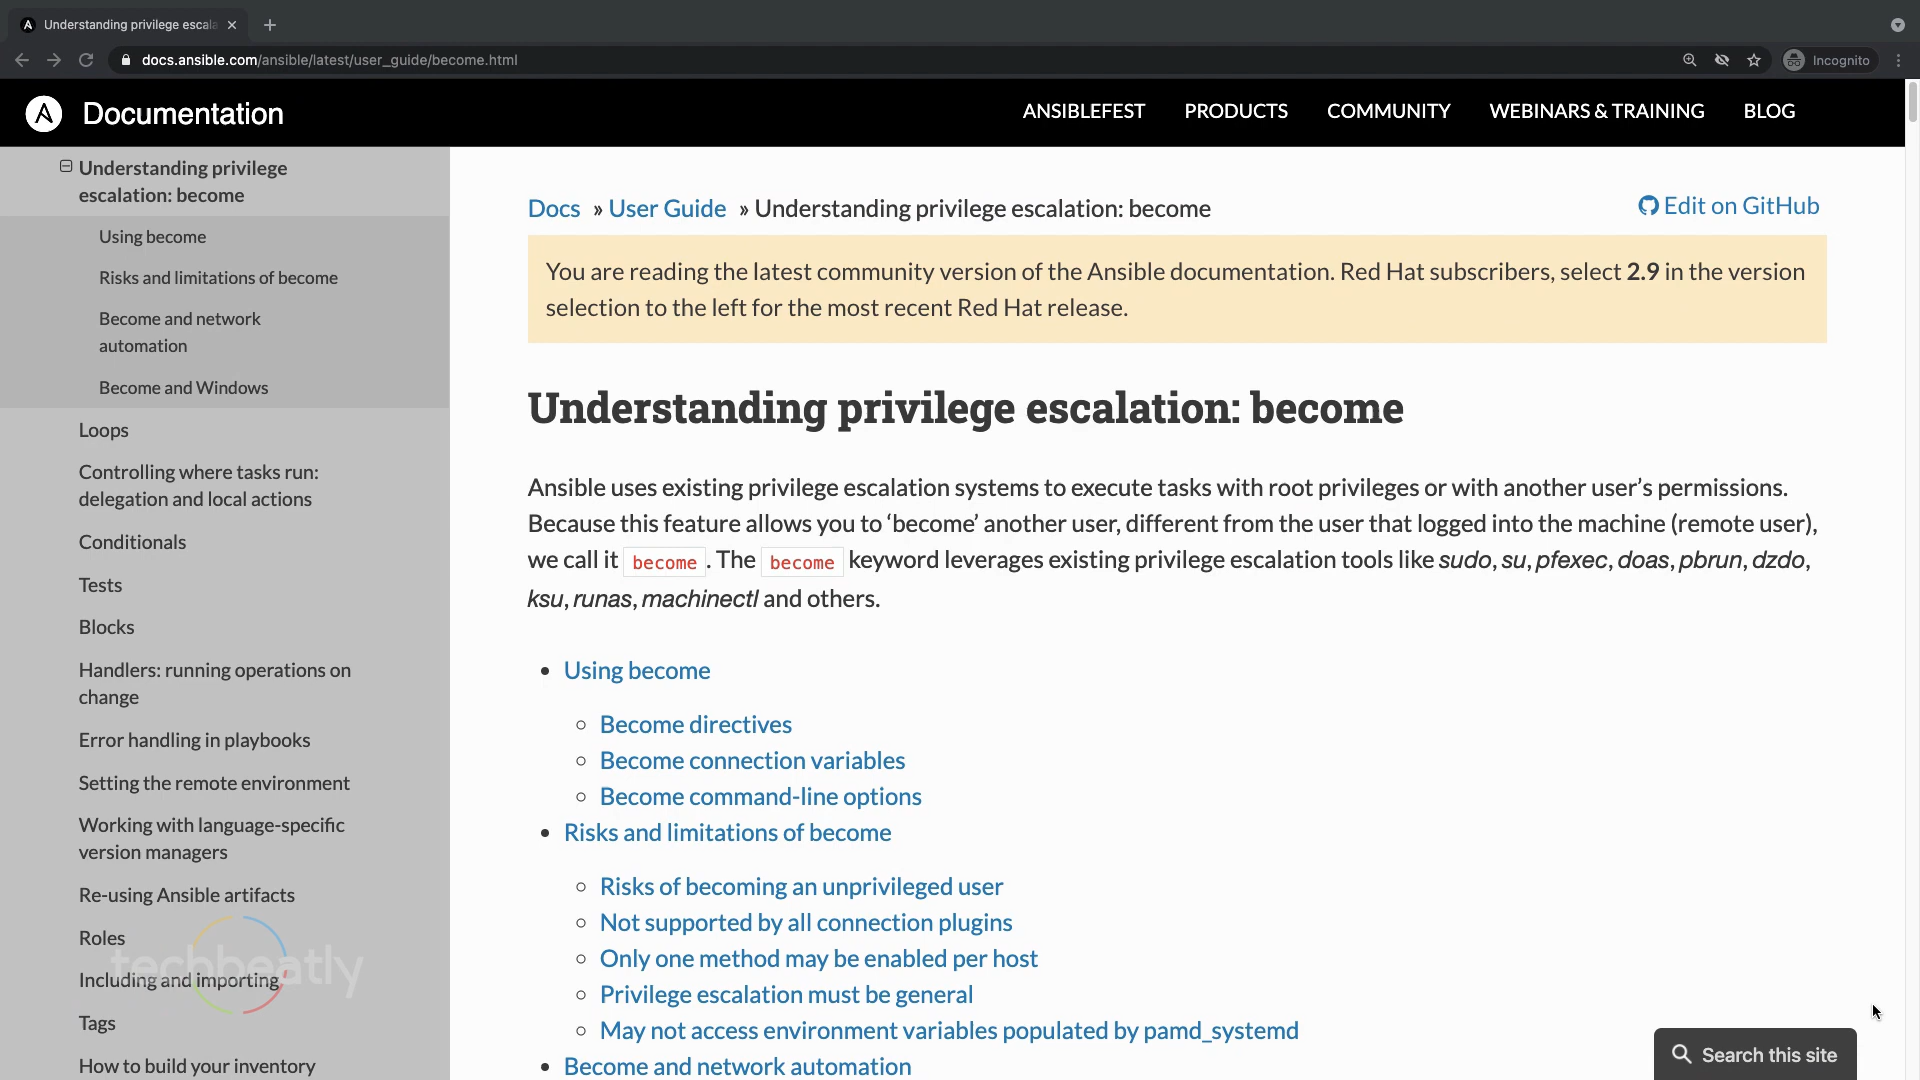 Understanding privilege escala
docs.ansible.com/ansible/latest/user_guide/become.html
Incognito
Documentation
ANSIBLEFEST
PRODUCTS
COMMUNITY
WEBINARS & TRAINING
BLOG
Understanding privilege
escalation: become
Using become
Risks and limitations of become
Become and network
automation
Become and Windows
Loops
Controlling where tasks run:
delegation and local actions
Conditionals
Tests
Blocks
Handlers: running operations on
change
Error handling in playbooks
Setting the remote environment
Working with language-specific
version managers
Re-using Ansible artifacts
Roles
Including and importing
Tags
How to build your inventory
techbeatly
Docs » User Guide » Understanding privilege escalation: become
Edit on GitHub
You are reading the latest community version of the Ansible documentation. Red Hat subscribers, select 2.9 in the version
selection to the left for the most recent Red Hat release.
Understanding privilege escalation: become
Ansible uses existing privilege escalation systems to execute tasks with root privileges or with another user’s permissions.
Because this feature allows you to ‘become’ another user, different from the user that logged into the machine (remote user),
we call it become. The become keyword leverages existing privilege escalation tools like sudo, su, pfexec, doas, pbrun, dzdo,
ksu, runas, machinectl and others.
• Using become
◦ Become directives
◦ Become connection variables
◦ Become command-line options
• Risks and limitations of become
◦ Risks of becoming an unprivileged user
◦ Not supported by all connection plugins
◦ Only one method may be enabled per host
◦ Privilege escalation must be general
◦ May not access environment variables populated by pamd_systemd
• Become and network automation
Search this site